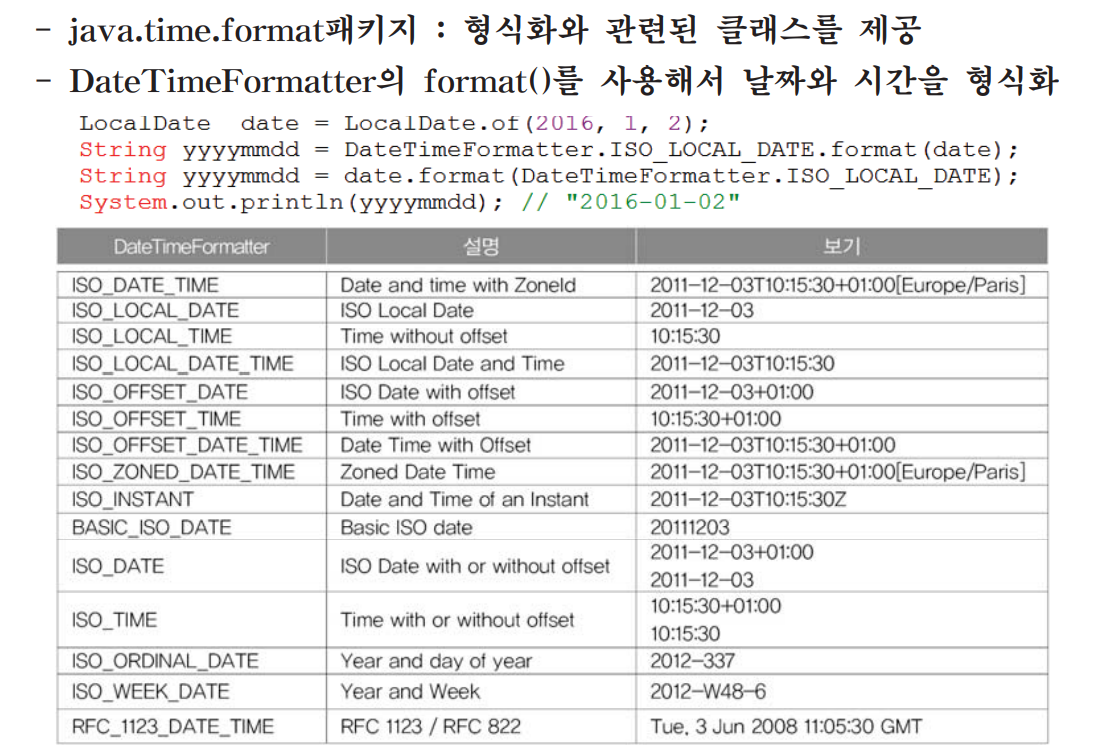 - java.time.format패키지 : 형식화와 관련된 클래스를 제공
- DateTimeFormatter의 format()를 사용해서 날짜와 시간을 형식화
LocalDate  date = LocalDate.of(2016, 1, 2);
String yyyymmdd = DateTimeFormatter.ISO_LOCAL_DATE.format(date);
String yyyymmdd = date.format(DateTimeFormatter.ISO_LOCAL_DATE);
System.out.println(yyyymmdd); // "2016-01-02"
DateTimeFormatter 설명 보기
ISO_DATE_TIME Date and time with ZoneId 2011-12-03T10:15:30+01:00[Europe/Paris]
ISO_LOCAL_DATE ISO Local Date 2011-12-03
ISO_LOCAL_TIME Time without offset 10:15:30
ISO_LOCAL_DATE_TIME ISO Local Date and Time 2011-12-03T10:15:30
ISO_OFFSET_DATE ISO Date with offset 2011-12-03+01:00
ISO_OFFSET_TIME Time with offset 10:15:30+01:00
ISO_OFFSET_DATE_TIME Date Time with Offset 2011-12-03T10:15:30+01:00
ISO_ZONED_DATE_TIME Zoned Date Time 2011-12-03T10:15:30+01:00[Europe/Paris]
ISO_INSTANT Date and Time of an Instant 2011-12-03T10:15:30Z
BASIC_ISO_DATE Basic ISO date 20111203
ISO_DATE ISO Date with or without offset 2011-12-03+01:00
2011-12-03
ISO_TIME Time with or without offset 10:15:30+01:00
10:15:30
ISO_ORDINAL_DATE Year and day of year 2012-337
ISO_WEEK_DATE Year and Week 2012-W48-6
RFC_1123_DATE_TIME RFC 1123 / RFC 822 Tue, 3 Jun 2008 11:05:30 GMT